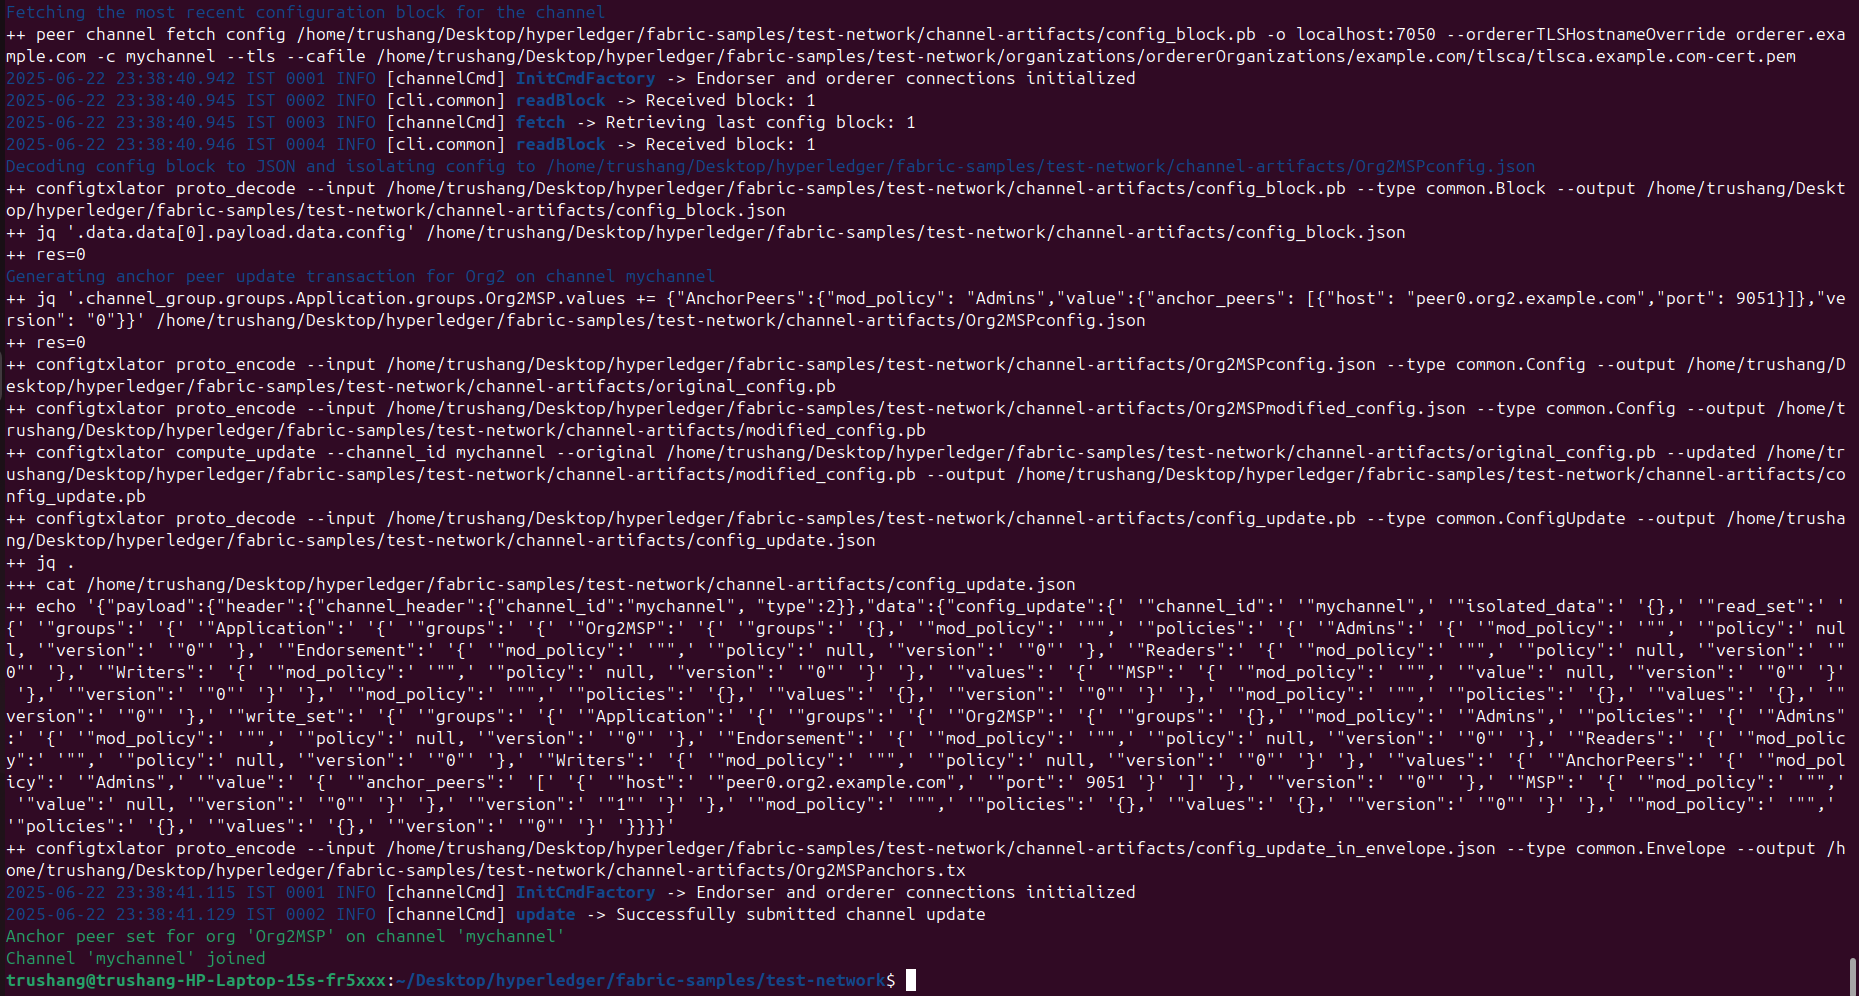 Fetching the most recent configuration block for the channel
++ peer channel fetch config /home/trushang/Desktop/hyperledger/fabric-samples/test-network/channel-artifacts/config_block.pb -o localhost:7050 --ordererTLSHostnameOverride orderer.exa
mple.com -c mychannel --tls --cafile /home/trushang/Desktop/hyperledger/fabric-samples/test-network/organizations/ordererOrganizations/example.com/tlsca/tlsca.example.com-cert.pem
2025-06-22 23:38:40.942 IST 0001 INFO [channelCmd] InitCmdFactory -> Endorser and orderer connections initialized
2025-06-22 23:38:40.945 IST 0002 INFO [cli.common] readBlock -> Received block: 1
2025-06-22 23:38:40.945 IST 0003 INFO [channelCmd] fetch -> Retrieving last config block: 1
2025-06-22 23:38:40.946 IST 0004 INFO [cli.common] readBlock -> Received block: 1
Decoding config block to JSON and isolating config to /home/trushang/Desktop/hyperledger/fabric-samples/test-network/channel-artifacts/Org2MSPconfig.json
++ configtxlator proto_decode --input /home/trushang/Desktop/hyperledger/fabric-samples/test-network/channel-artifacts/config_block.pb --type common.Block --output /home/trushang/Deskt
op/hyperledger/fabric-samples/test-network/channel-artifacts/config_block.json
++ jq '.data.data[0].payload.data.config' /home/trushang/Desktop/hyperledger/fabric-samples/test-network/channel-artifacts/config_block.json
++ res=0
Generating anchor peer update transaction for Org2 on channel mychannel
++ jq '.channel_group.groups.Application.groups.Org2MSP.values += {"AnchorPeers":{"mod_policy": "Admins","value":{"anchor_peers": [{"host": "peer0.org2.example.com","port": 9051}]},"ve
rsion": "0"}}' /home/trushang/Desktop/hyperledger/fabric-samples/test-network/channel-artifacts/Org2MSPconfig.json
++ res=0
++ configtxlator proto_encode --input /home/trushang/Desktop/hyperledger/fabric-samples/test-network/channel-artifacts/Org2MSPconfig.json --type common.Config --output /home/trushang/D
esktop/hyperledger/fabric-samples/test-network/channel-artifacts/original_config.pb
++ configtxlator proto_encode --input /home/trushang/Desktop/hyperledger/fabric-samples/test-network/channel-artifacts/Org2MSPmodified_config.json --type common.Config --output /home/t
rushang/Desktop/hyperledger/fabric-samples/test-network/channel-artifacts/modified_config.pb
++ configtxlator compute_update --channel_id mychannel --original /home/trushang/Desktop/hyperledger/fabric-samples/test-network/channel-artifacts/original_config.pb --updated /home/tr
ushang/Desktop/hyperledger/fabric-samples/test-network/channel-artifacts/modified_config.pb --output /home/trushang/Desktop/hyperledger/fabric-samples/test-network/channel-artifacts/co
nfig_update.pb
++ configtxlator proto_decode --input /home/trushang/Desktop/hyperledger/fabric-samples/test-network/channel-artifacts/config_update.pb --type common.ConfigUpdate --output /home/trusha
ng/Desktop/hyperledger/fabric-samples/test-network/channel-artifacts/config_update.json
++ jq .
+++ cat /home/trushang/Desktop/hyperledger/fabric-samples/test-network/channel-artifacts/config_update.json
++ echo '{"payload":{"header":{"channel_header":{"channel_id":"mychannel", "type":2}},"data":{"config_update":{' '"channel_id":' '"mychannel",' '"isolated_data":' '{},' '"read_set":' '
{' '"groups":' '{' '"Application":' '{' '"groups":' '{' '"Org2MSP":' '{' '"groups":' '{},' '"mod_policy":' '"",' '"policies":' '{' '"Admins":' '{' '"mod_policy":' '"",' '"policy":' nul
l, '"version":' '"0"' '},' '"Endorsement":' '{' '"mod_policy":' '"",' '"policy":' null, '"version":' '"0"' '},' '"Readers":' '{' '"mod_policy":' '"",' '"policy":' null, '"version":' '"
0"' '},' '"Writers":' '{' '"mod_policy":' '"",' '"policy":' null, '"version":' '"0"' '}' '},' '"values":' '{' '"MSP":' '{' '"mod_policy":' '"",' '"value":' null, '"version":' '"0"' '}'
 '},' '"version":' '"0"' '}' '},' '"mod_policy":' '"",' '"policies":' '{},' '"values":' '{},' '"version":' '"0"' '}' '},' '"mod_policy":' '"",' '"policies":' '{},' '"values":' '{},' '"
version":' '"0"' '},' '"write_set":' '{' '"groups":' '{' '"Application":' '{' '"groups":' '{' '"Org2MSP":' '{' '"groups":' '{},' '"mod_policy":' '"Admins",' '"policies":' '{' '"Admins"
:' '{' '"mod_policy":' '"",' '"policy":' null, '"version":' '"0"' '},' '"Endorsement":' '{' '"mod_policy":' '"",' '"policy":' null, '"version":' '"0"' '},' '"Readers":' '{' '"mod_polic
y":' '"",' '"policy":' null, '"version":' '"0"' '},' '"Writers":' '{' '"mod_policy":' '"",' '"policy":' null, '"version":' '"0"' '}' '},' '"values":' '{' '"AnchorPeers":' '{' '"mod_pol
icy":' '"Admins",' '"value":' '{' '"anchor_peers":' '[' '{' '"host":' '"peer0.org2.example.com",' '"port":' 9051 '}' ']' '},' '"version":' '"0"' '},' '"MSP":' '{' '"mod_policy":' '"",'
 '"value":' null, '"version":' '"0"' '}' '},' '"version":' '"1"' '}' '},' '"mod_policy":' '"",' '"policies":' '{},' '"values":' '{},' '"version":' '"0"' '}' '},' '"mod_policy":' '"",'
'"policies":' '{},' '"values":' '{},' '"version":' '"0"' '}' '}}}}'
++ configtxlator proto_encode --input /home/trushang/Desktop/hyperledger/fabric-samples/test-network/channel-artifacts/config_update_in_envelope.json --type common.Envelope --output /h
ome/trushang/Desktop/hyperledger/fabric-samples/test-network/channel-artifacts/Org2MSPanchors.tx
2025-06-22 23:38:41.115 IST 0001 INFO [channelCmd] InitCmdFactory -> Endorser and orderer connections initialized
2025-06-22 23:38:41.129 IST 0002 INFO [channelCmd] update -> Successfully submitted channel update
Anchor peer set for org 'Org2MSP' on channel 'mychannel'
Channel 'mychannel' joined
trushang@trushang-HP-Laptop-15s-fr5xxx:~/Desktop/hyperledger/fabric-samples/test-network$